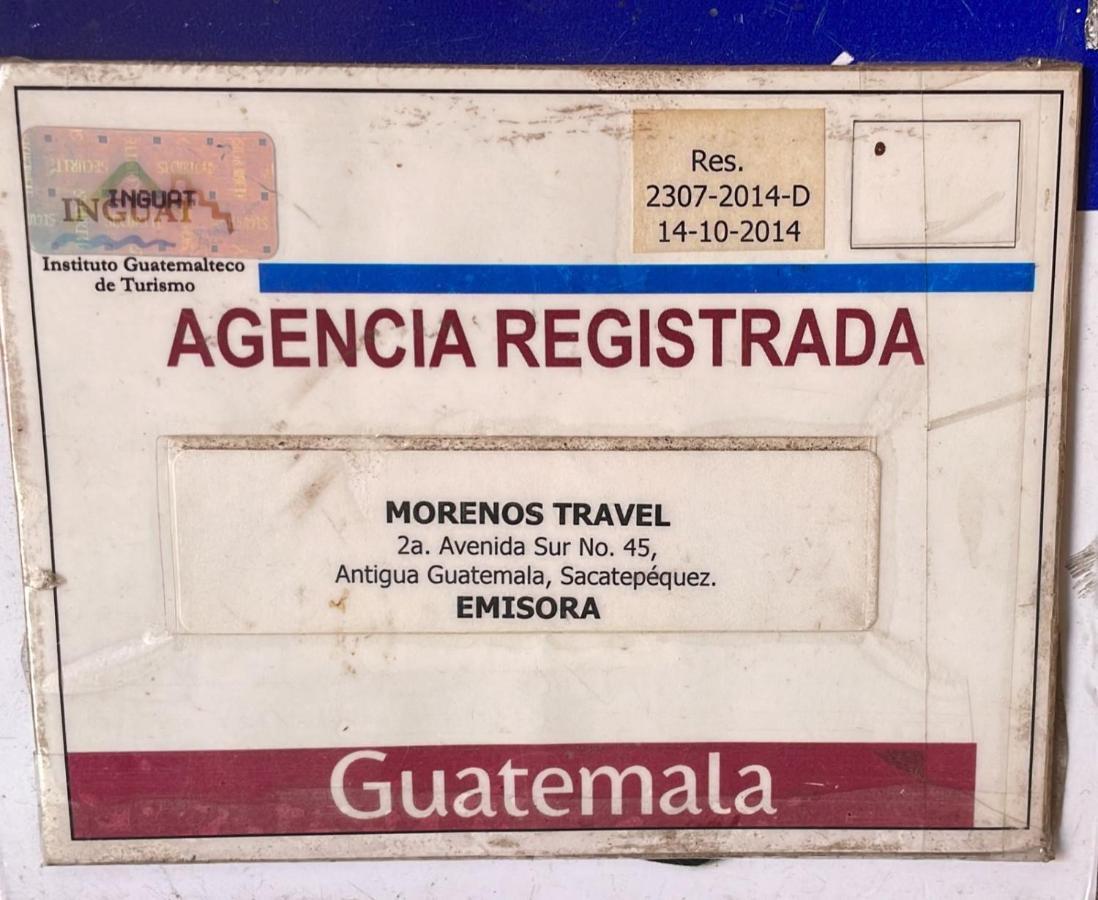 INGUAT
INGUAT
Instituto Guatemalteco
de Turismo
Res.
2307-2014-D
14-10-2014
AGENCIA REGISTRADA
MORENOS TRAVEL
2a. Avenida Sur No. 45,
Antigua Guatemala, Sacatepéquez.
EMISORA
Guatemala